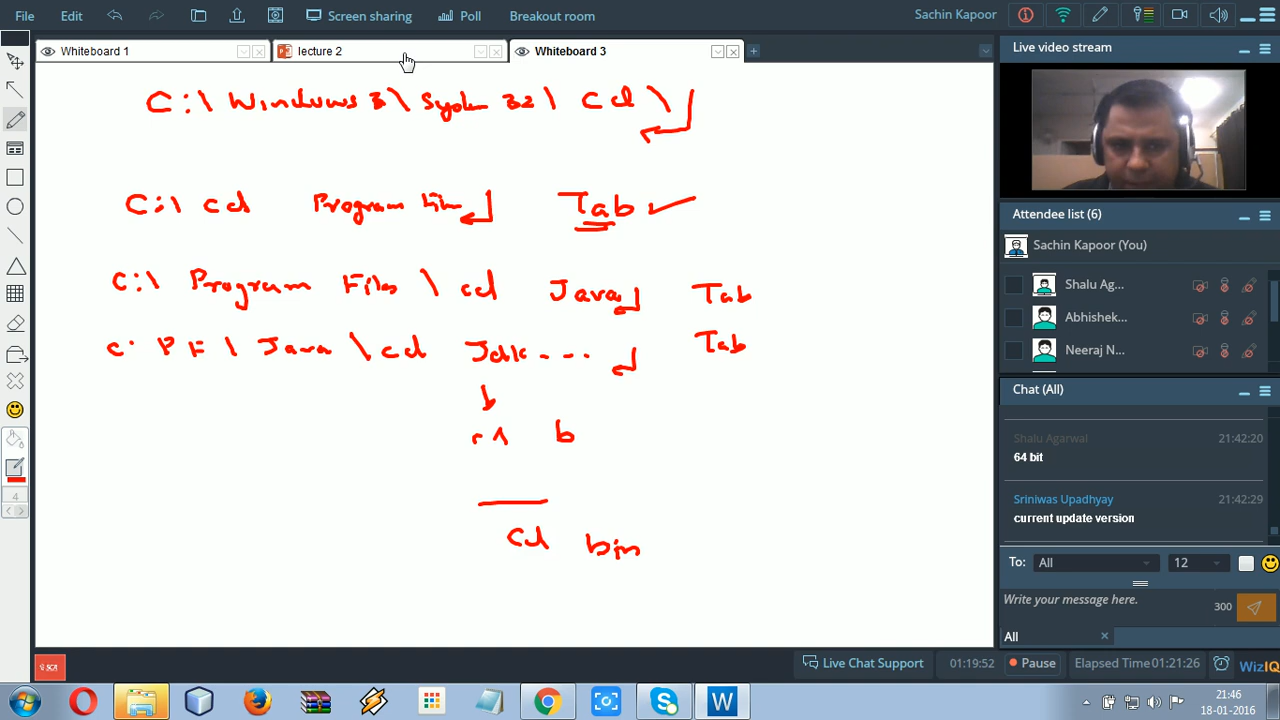 File Edit Screen sharing Poll Breakout room Sachin Kapoor
Whiteboard 1 lecture 2 Whiteboard 3
Live video stream
C:\ Windows 3\ System 32\ Cd \
C:\ cd Program files Tab
C:\ Program Files \ cd Java Tab
c: P F \ Java \ cd Jdk... Tab
b
b
Cd bin
Attendee list (6)
Sachin Kapoor (You)
Shalu Ag...
Abhishek...
Neeraj N...
Chat (All)
Shalu Agarwal 21:42:20
64 bit
Sriniwas Upadhyay 21:42:29
current update version
To: All 12
Write your message here. 300
All
4
Live Chat Support 01:19:52 Pause Elapsed Time 01:21:26 WizIQ
21:46
18-01-2016